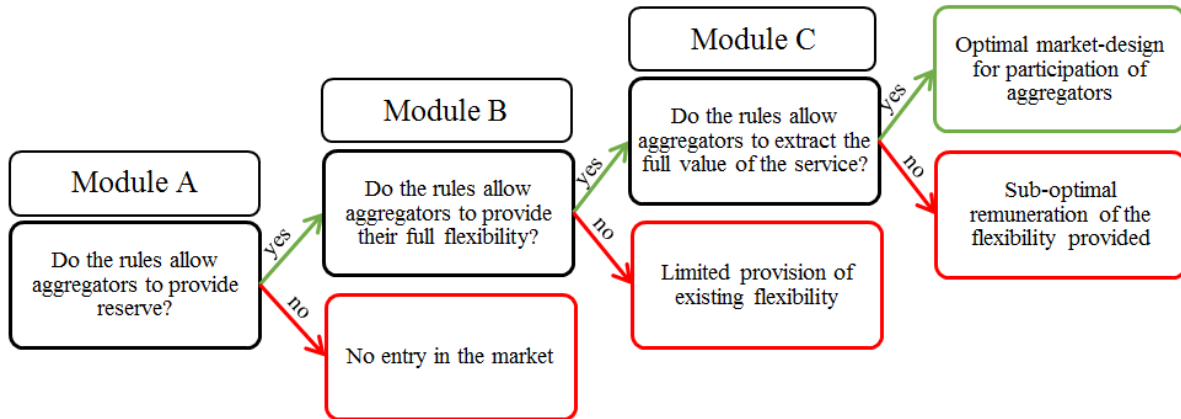 Module A
Do the rules allow
aggregators to provide
reserve?
yes
no
Module B
Do the rules allow
aggregators to provide
their full flexibility?
No entry in the market
yes
no
Module C
Do the rules allow
aggregators to extract the
full value of the service?
Limited provision of
existing flexibility
yes
no
Optimal market-design
for participation of
aggregators
Sub-optimal
remuneration of the
flexibility provided